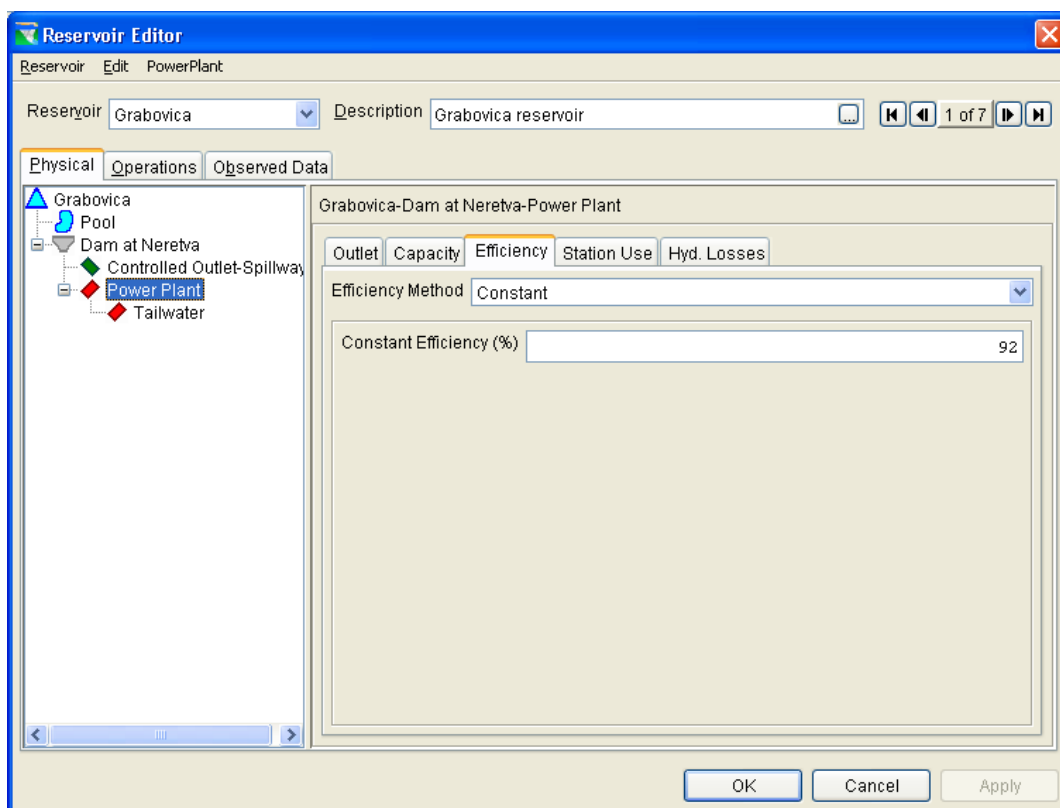 Reservoir Editor
Reservoir Edit PowerPlant
Reservoir Grabovica Description Grabovica reservoir ... 1 of 7
Physical Operations Observed Data
Grabovica
Pool
Dam at Neretva
Controlled Outlet-Spillway
Power Plant
Tailwater
Grabovica-Dam at Neretva-Power Plant
Outlet Capacity Efficiency Station Use Hyd. Losses
Efficiency Method Constant
Constant Efficiency (%) 92
OK Cancel Apply